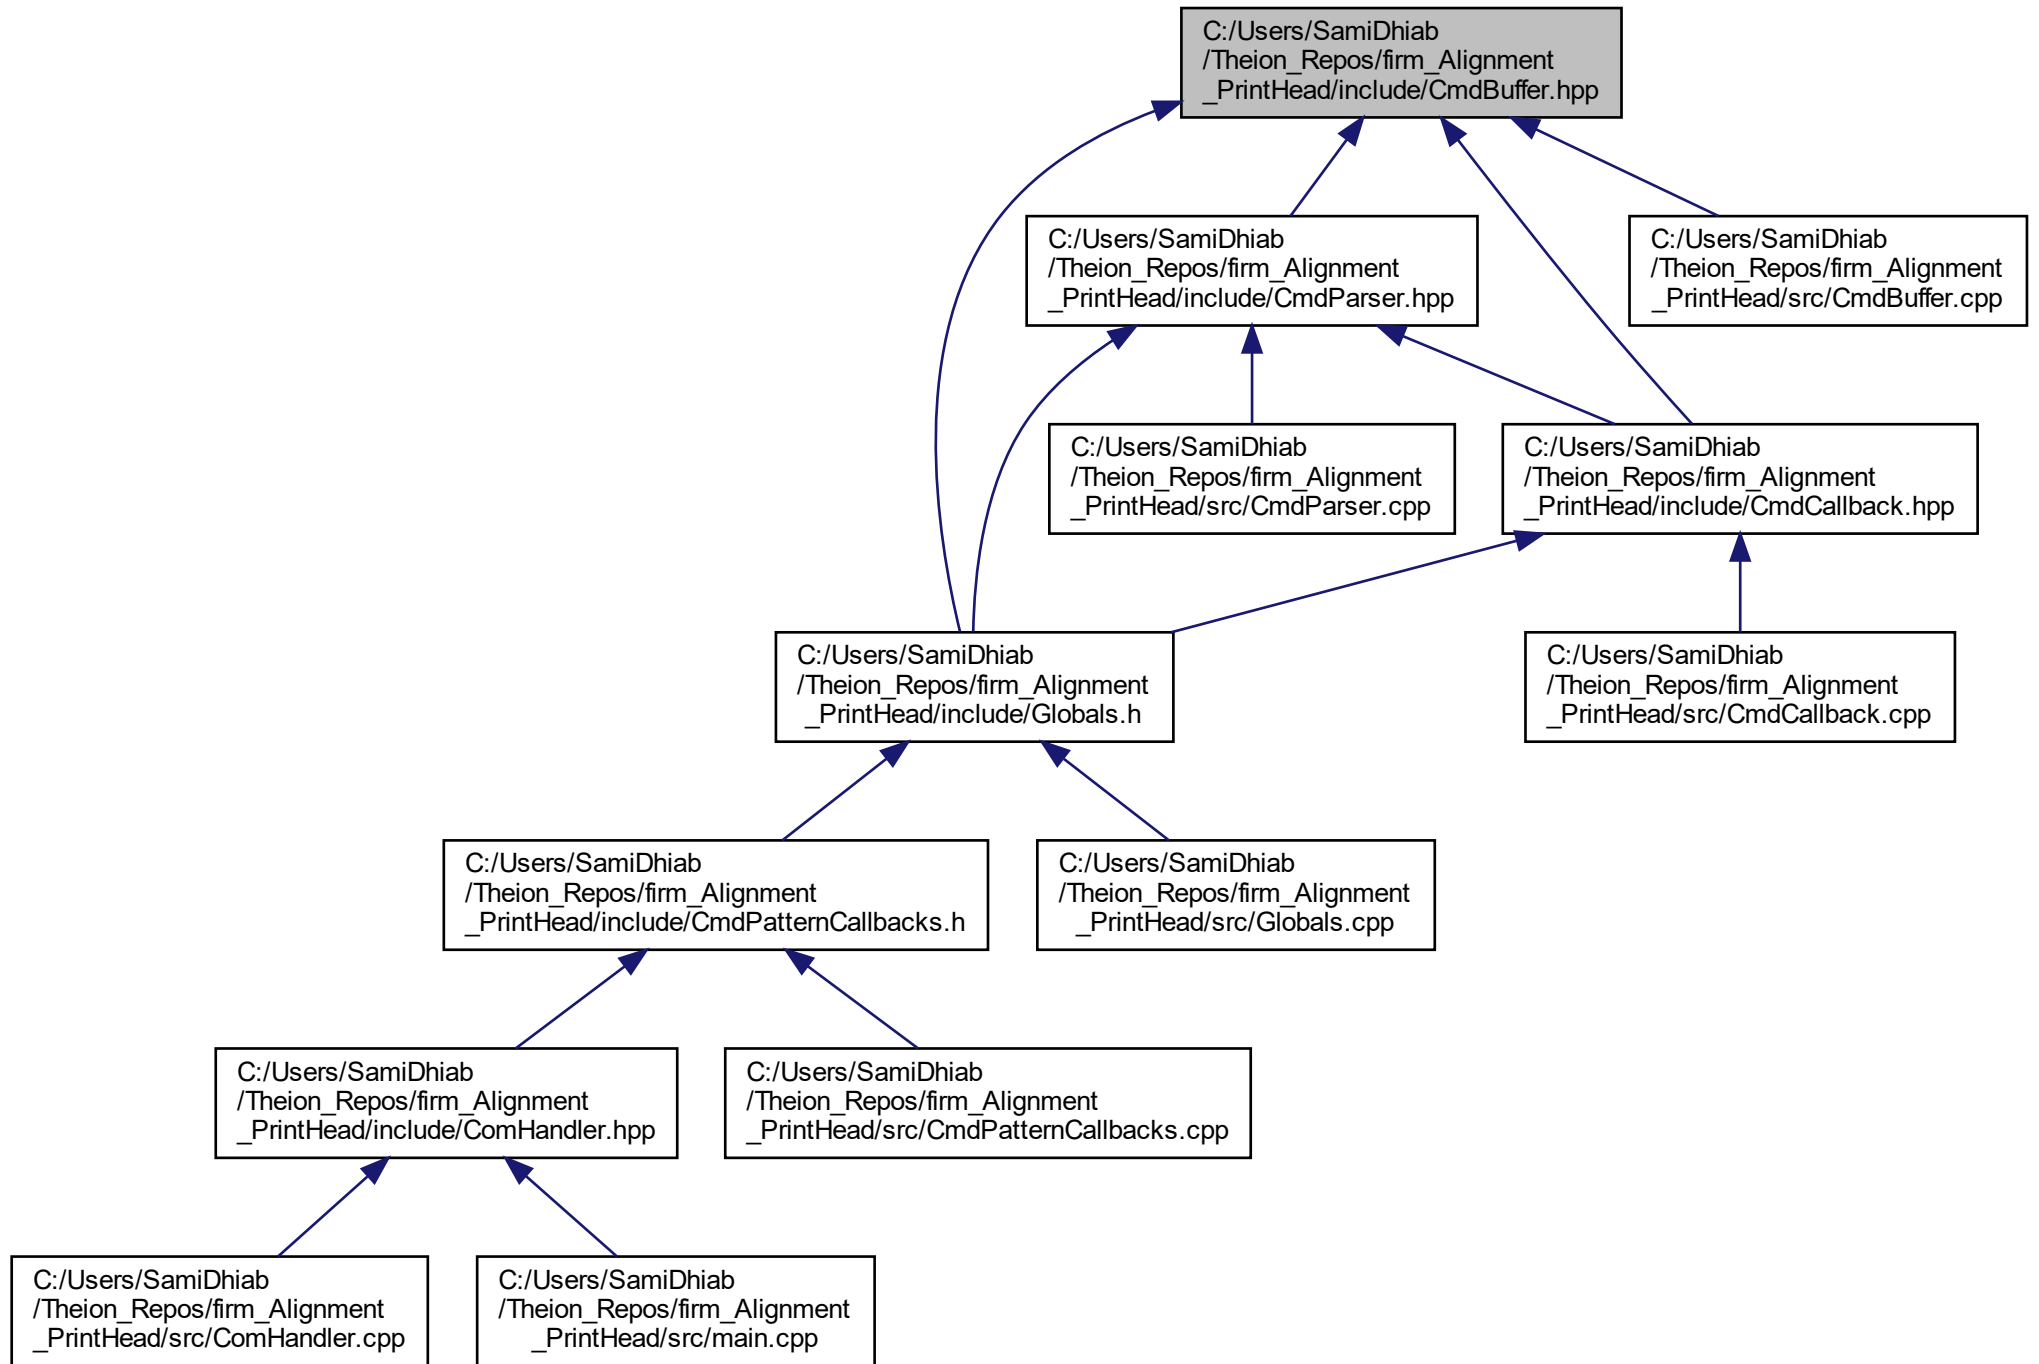 C:/Users/SamiDhiab
/Theion_Repos/firm_Alignment
_PrintHead/include/CmdBuffer.hpp
C:/Users/SamiDhiab
/Theion_Repos/firm_Alignment
_PrintHead/include/CmdParser.hpp
C:/Users/SamiDhiab
/Theion_Repos/firm_Alignment
_PrintHead/src/CmdBuffer.cpp
C:/Users/SamiDhiab
/Theion_Repos/firm_Alignment
_PrintHead/src/CmdParser.cpp
C:/Users/SamiDhiab
/Theion_Repos/firm_Alignment
_PrintHead/include/CmdCallback.hpp
C:/Users/SamiDhiab
/Theion_Repos/firm_Alignment
_PrintHead/include/Globals.h
C:/Users/SamiDhiab
/Theion_Repos/firm_Alignment
_PrintHead/src/CmdCallback.cpp
C:/Users/SamiDhiab
/Theion_Repos/firm_Alignment
_PrintHead/include/CmdPatternCallbacks.h
C:/Users/SamiDhiab
/Theion_Repos/firm_Alignment
_PrintHead/src/Globals.cpp
C:/Users/SamiDhiab
/Theion_Repos/firm_Alignment
_PrintHead/include/ComHandler.hpp
C:/Users/SamiDhiab
/Theion_Repos/firm_Alignment
_PrintHead/src/CmdPatternCallbacks.cpp
C:/Users/SamiDhiab
/Theion_Repos/firm_Alignment
_PrintHead/src/ComHandler.cpp
C:/Users/SamiDhiab
/Theion_Repos/firm_Alignment
_PrintHead/src/main.cpp